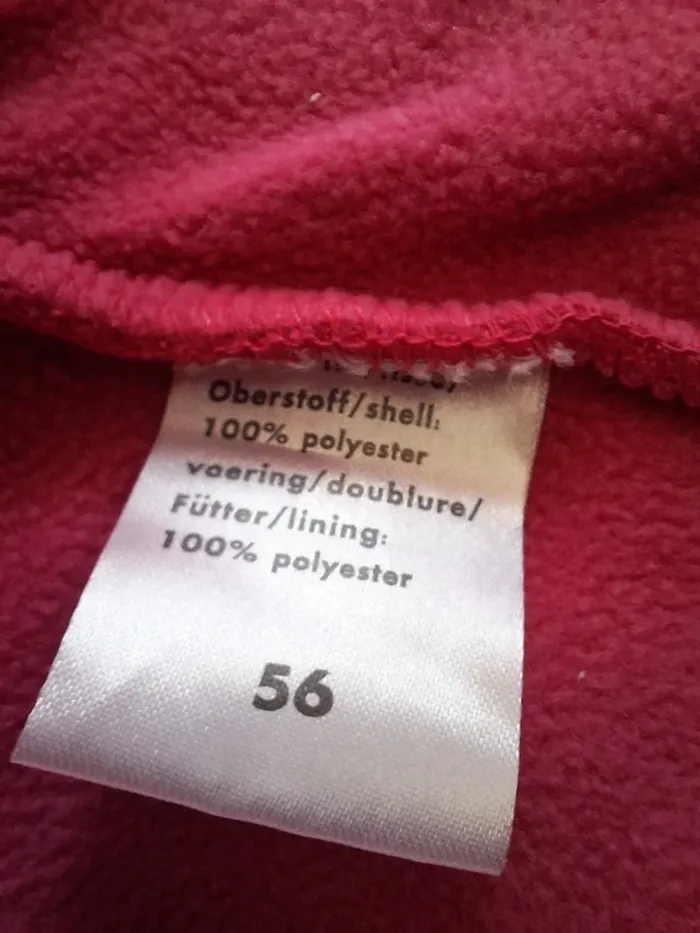 Oberstoff/shell:
100% polyester
voering/doublure/
Fütter/lining:
100% polyester
56